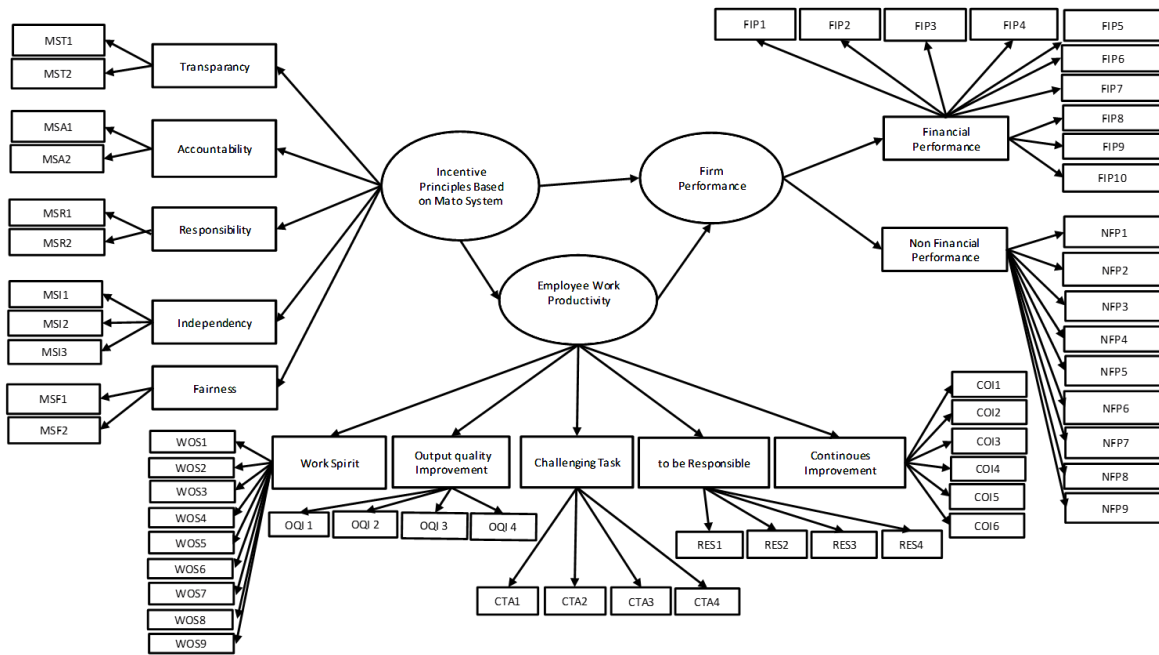 FIP1
FIP2
FIP3
FIP4
FIP5
MST1
MST2
Transparancy
FIP6
FIP7
FIP8
FIP9
FIP10
Financial
Performance
MSA1
MSA2
Accountability
Incentive
Principles Based
on Mato System
Firm
Performance
MSR1
MSR2
Responsibility
Non Financial
Performance
NFP1
NFP2
NFP3
NFP4
NFP5
NFP6
NFP7
NFP8
NFP9
MSI1
MSI2
MSI3
Independency
Employee Work
Productivity
Fairness
MSF1
MSF2
WOS1
WOS2
WOS3
WOS4
WOS5
WOS6
WOS7
WOS8
WOS9
Work Spirit
Output quality
Improvement
Challenging Task
to be Responsible
Continoues
Improvement
COI1
COI2
COI3
COI4
COI5
COI6
OQI 1
OQI 2
OQI 3
OQI 4
RES1
RES2
RES3
RES4
CTA1
CTA2
CTA3
CTA4